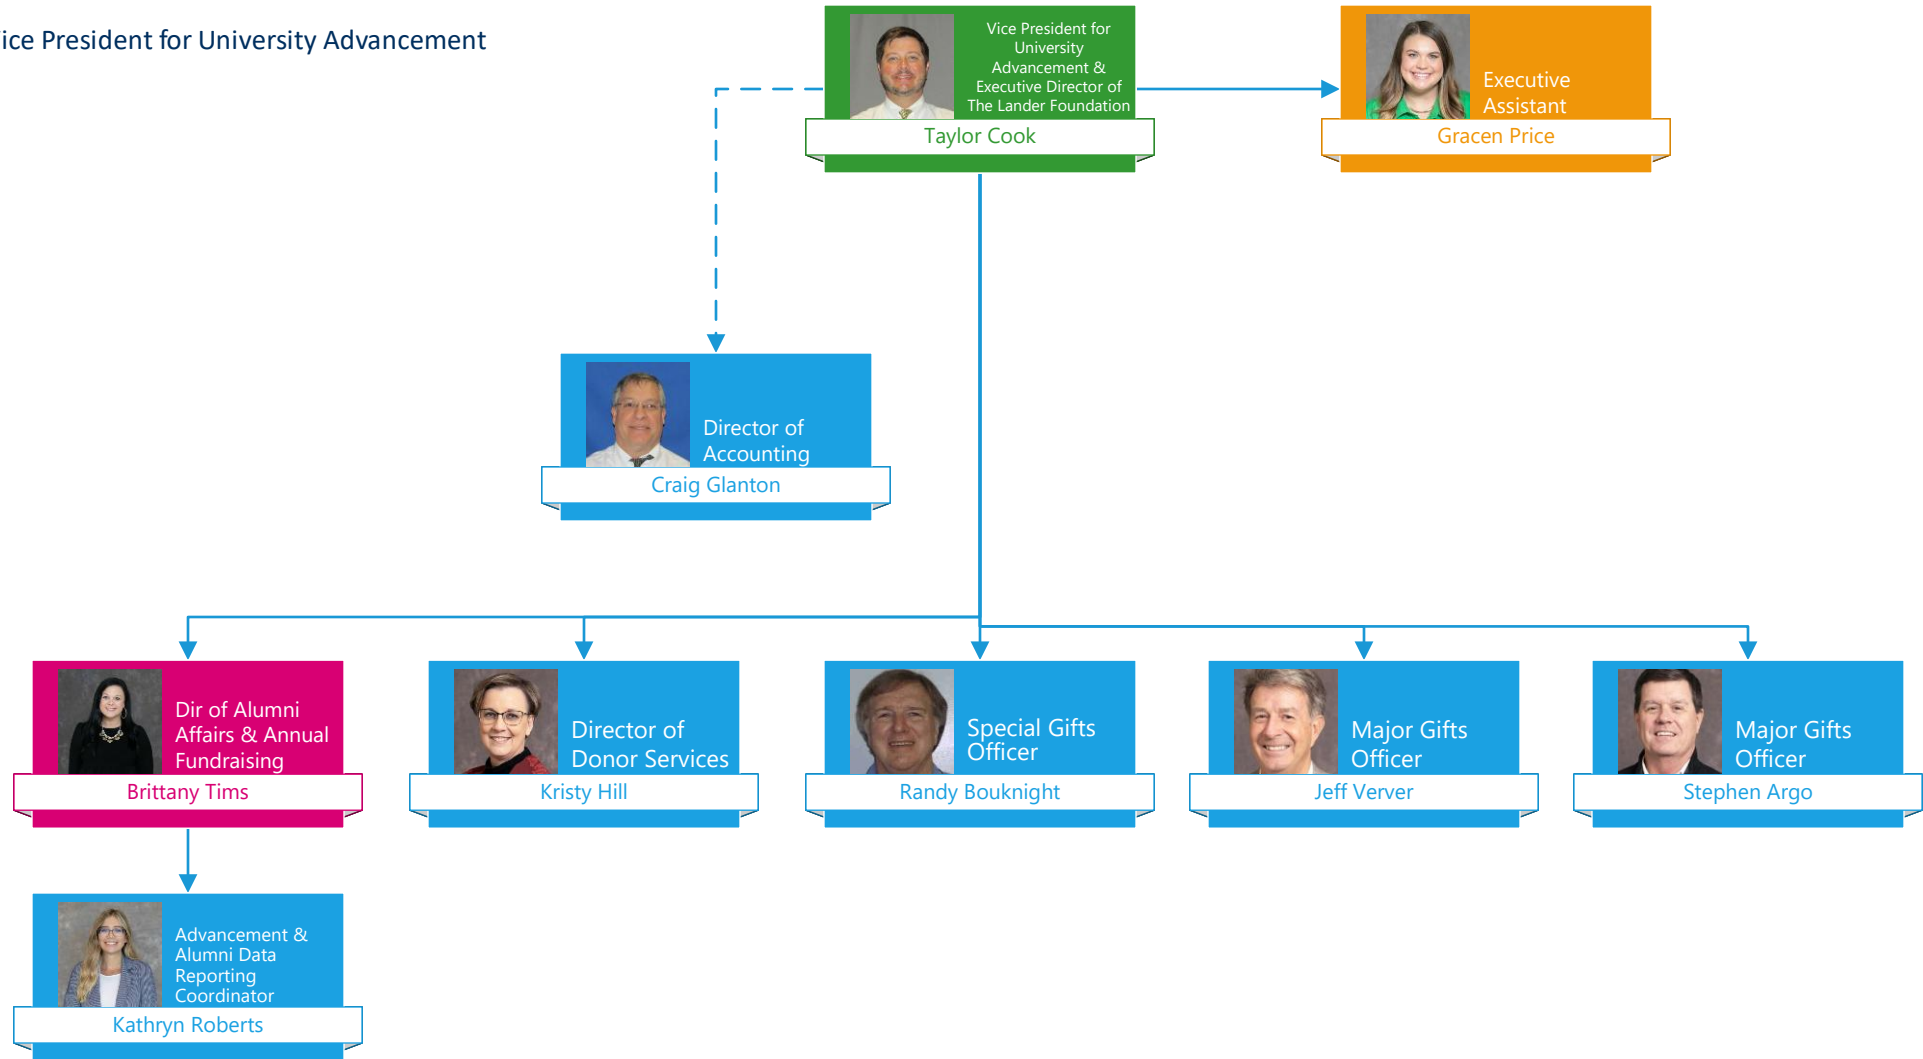 ice President for University Advancement
Vice President for
University
Advancement &
Executive Director of
The Lander Foundation
Taylor Cook
Executive
Assistant
Gracen Price
Director of
Accounting
Craig Glanton
Dir of Alumni
Affairs & Annual
Fundraising
Brittany Tims
Director of
Donor Services
Kristy Hill
Special Gifts
Officer
Randy Bouknight
Major Gifts
Officer
Jeff Verver
Major Gifts
Officer
Stephen Argo
Advancement &
Alumni Data
Reporting
Coordinator
Kathryn Roberts